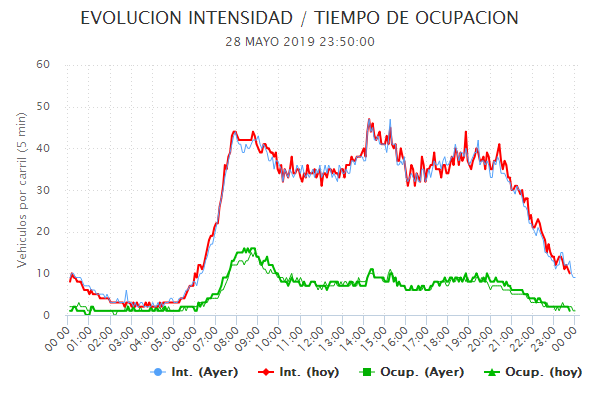 EVOLUCION INTENSIDAD / TIEMPO DE OCUPACION
28 MAYO 2019 23:50:00
Vehículos por carril (5 min)
60
50
40
30
20
10
0
00:00 01:00 02:00 03:00 04:00 05:00 06:00 07:00 08:00 09:00 10:00 11:00 12:00 13:00 14:00 15:00 16:00 17:00 18:00 19:00 20:00 21:00 22:00 23:00 00:00
Int. (Ayer) Int. (hoy) Ocup. (Ayer) Ocup. (hoy)